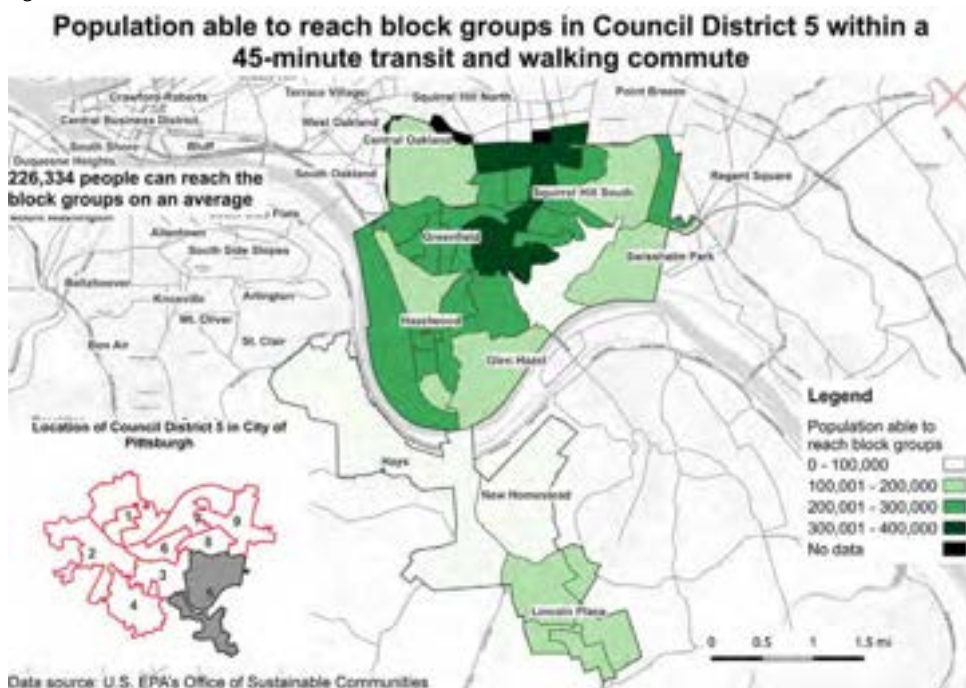 Population able to reach block groups in Council District 5 within a
45-minute transit and walking commute
Crawford-Roberts
Terrace Village
Squirrel Hill North
Point Breeze
Central Business District
West Oakland
Central Oakland
South Shore
Bluff
Duquesne Heights
South Oakland
Regent Square
226,334 people can reach the
block groups on an average
Squirrel Hill South
Mount Washington
Flats
Allentown
Greenfield
South Side Slopes
Swisshelm Park
Beltzhoover
Knoxville
Arlington
Mt. Oliver
Hazelwood
Bon Air
St. Clair
Glen Hazel
Legend
Population able to
reach block groups
0 - 100,000
100,001 - 200,000
200,001 - 300,000
300,001 - 400,000
No data
Location of Council District 5 in City of
Pittsburgh
Hays
New Homestead
1
9
2
6
8
3
4
Lincoln Place
0 0.5 1 1.5 mi
Data source: U.S. EPA's Office of Sustainable Communities